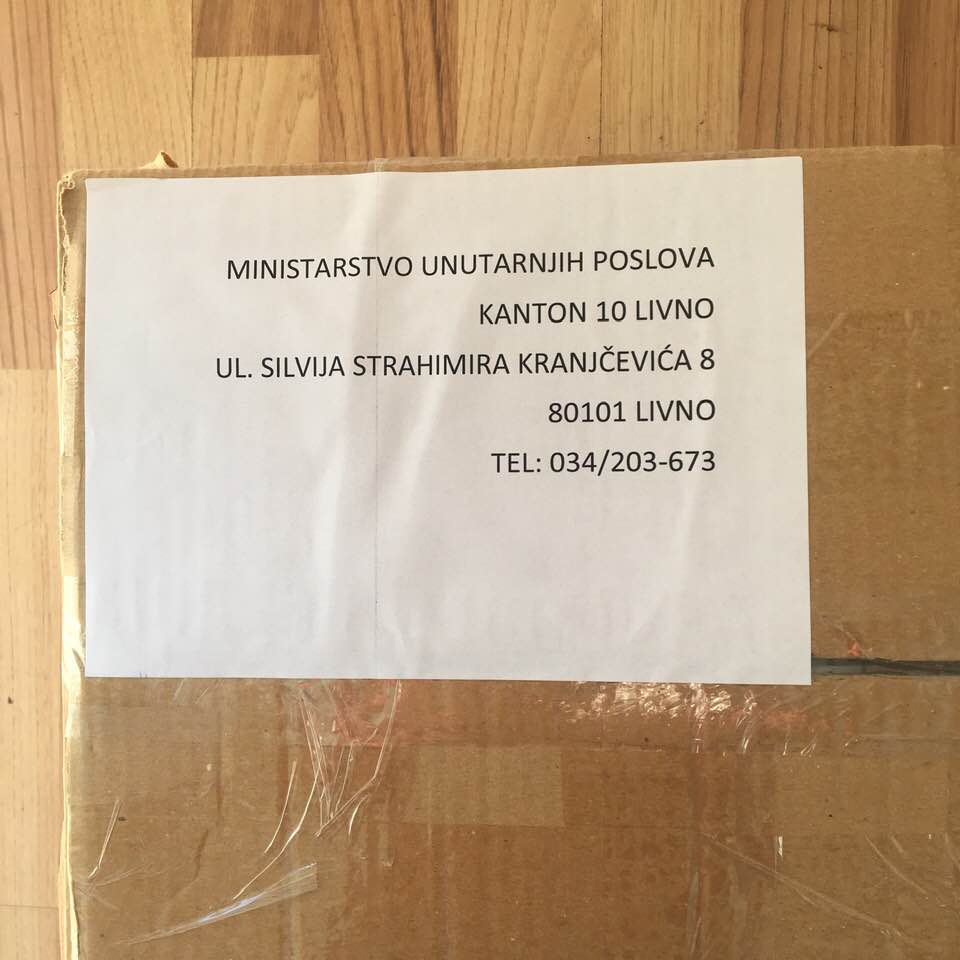 MINISTARSTVO UNUTARNJIH POSLOVA
KANTON 10 LIVNO
UL. SILVIJA STRAHIMIRA KRANJČEVIĆA 8
80101 LIVNO
TEL: 034/203-673